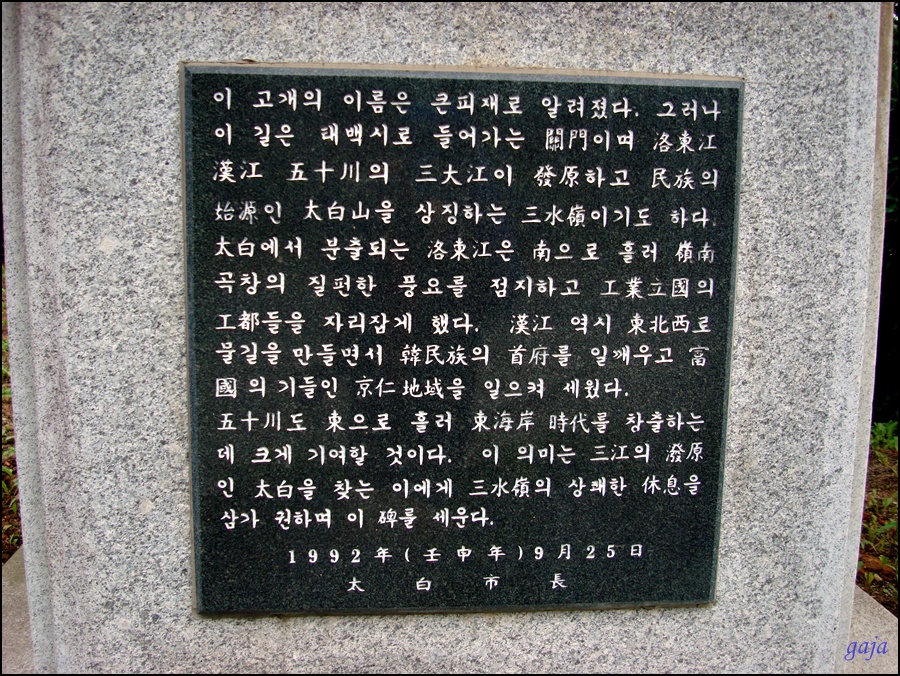 이 고개의 이름은 큰피재로 알려졌다. 그러나
이 길은 태백시로 들어가는 關門이며 洛東江
漢江 五十川의 三大江이 發原하고 民族의
始源인 太白山을 상징하는 三水嶺이기도 하다.
太白에서 분출되는 洛東江은 南으로 흘러 嶺南
곡창의 질펀한 풍요를 점지하고 工業立國의
工都들을 자리잡게 했다. 漢江 역시 東北西로
물길을 만들면서 韓民族의 首府를 일깨우고 富
國의 기들인 京仁地域을 일으켜 세웠다.
五十川도 東으로 흘러 東海岸 時代를 창출하는
데 크게 기여할 것이다. 이 의미는 三江의 潑原
인 太白을 찾는 이에게 三水嶺의 상쾌한 休息을
삼가 권하며 이 碑를 세운다.
1992年(壬申年)9月25日
太白市長
gaja